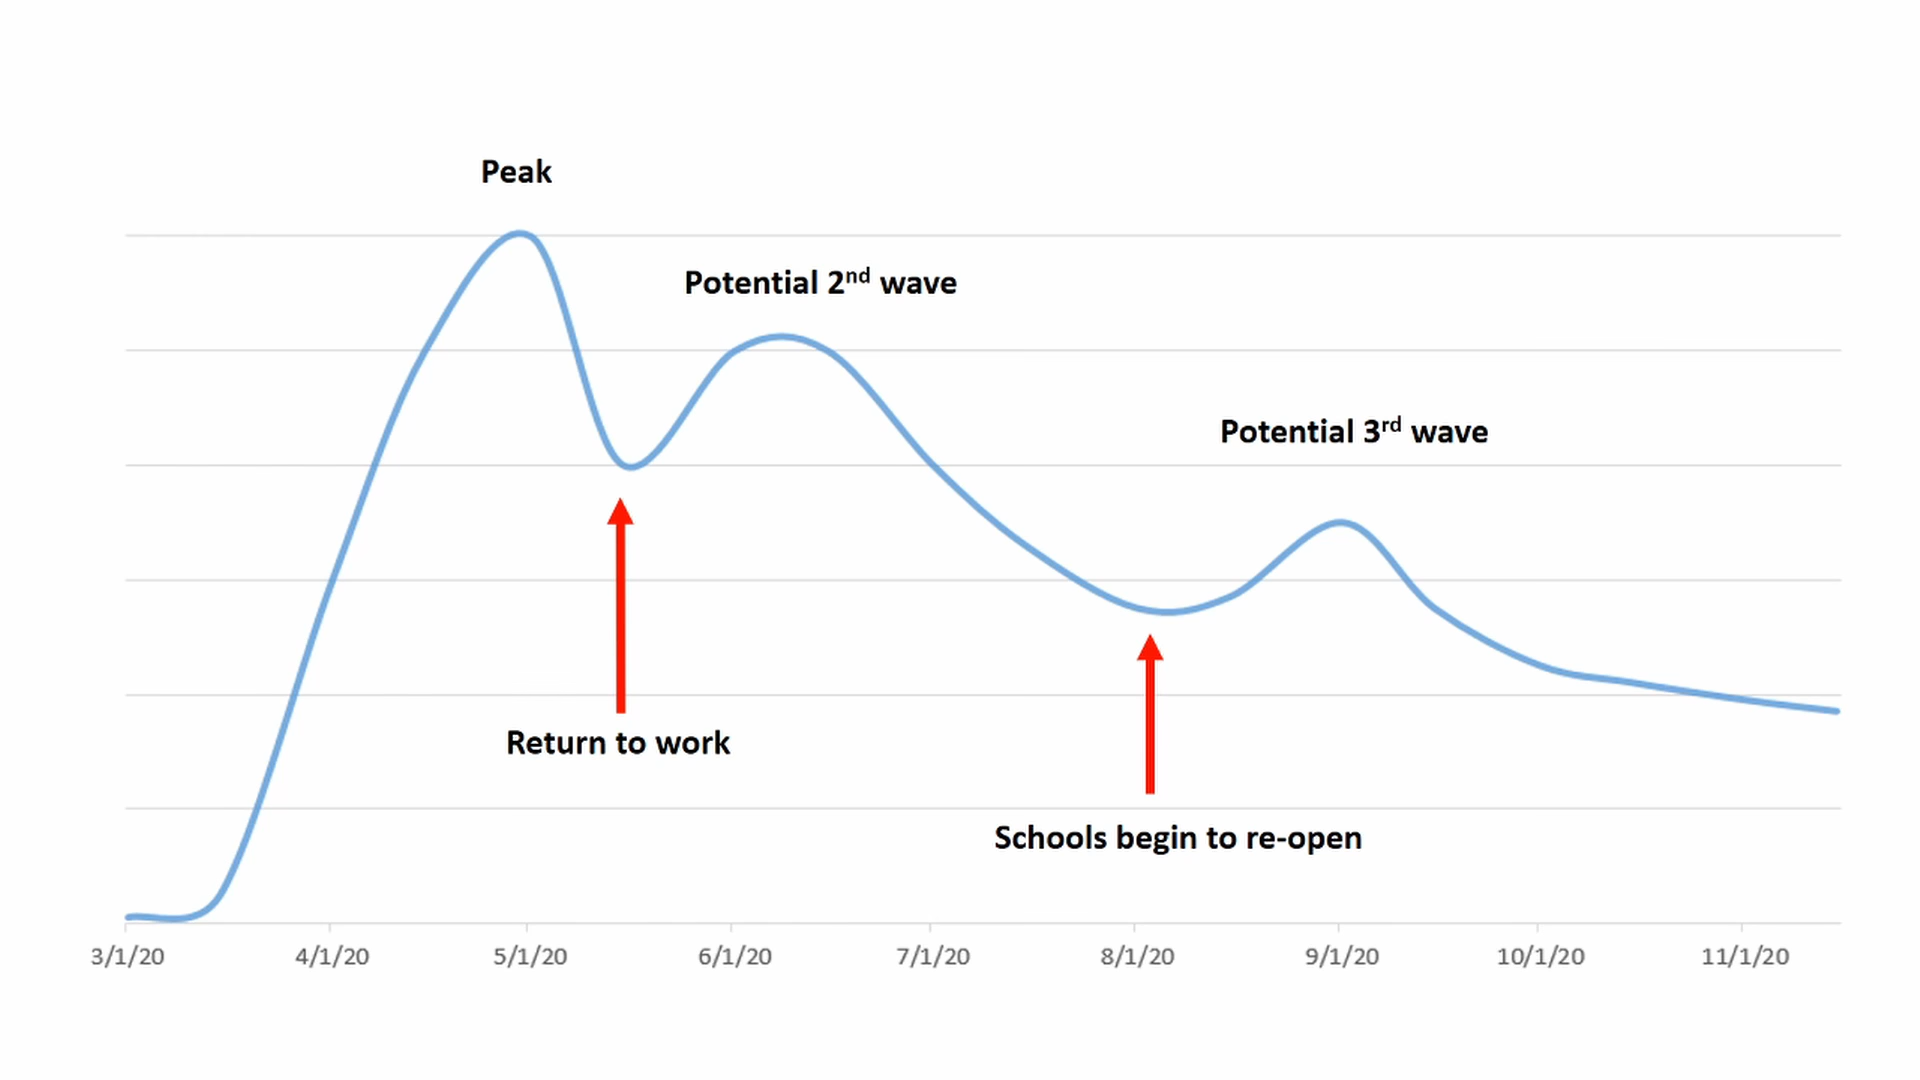 Peak
Potential 2nd wave
Potential 3rd wave
Return to work
Schools begin to re-open
3/1/20 4/1/20 5/1/20 6/1/20 7/1/20 8/1/20 9/1/20 10/1/20 11/1/20